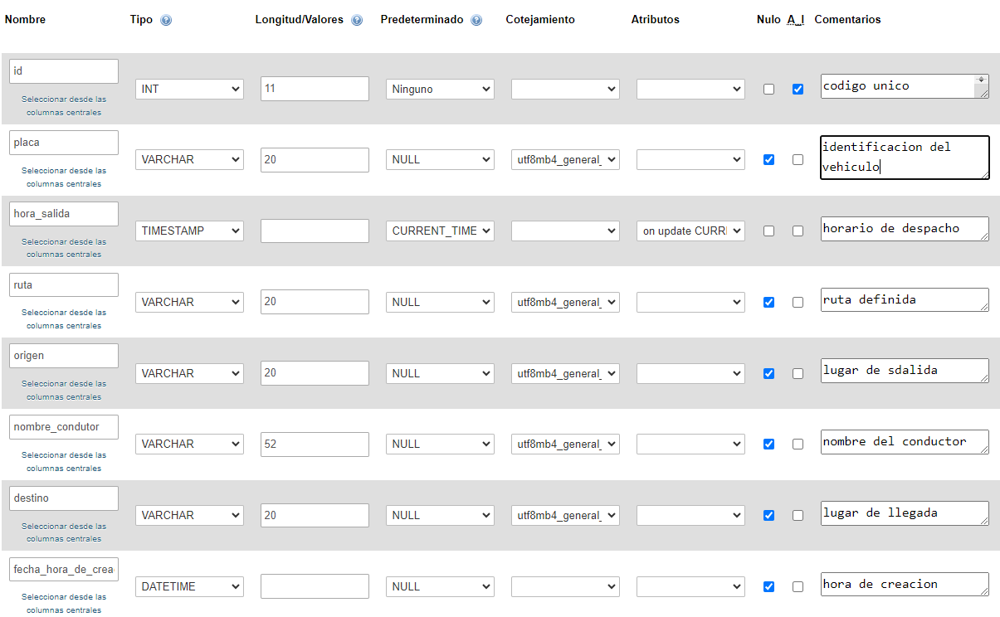 Nombre Tipo Longitud/Valores Predeterminado Cotejamiento Atributos Nulo A_I Comentarios
id
Seleccionar desde las
columnas centrales
INT 11 Ninguno codigo unico
placa
Seleccionar desde las
columnas centrales
VARCHAR 20 NULL utf8mb4_general_ identificacion del
vehiculo
hora_salida
Seleccionar desde las
columnas centrales
TIMESTAMP CURRENT_TIME on update CURR horario de despacho
ruta
Seleccionar desde las
columnas centrales
VARCHAR 20 NULL utf8mb4_general_ ruta definida
origen
Seleccionar desde las
columnas centrales
VARCHAR 20 NULL utf8mb4_general_ lugar de sdalida
nombre_condutor
Seleccionar desde las
columnas centrales
VARCHAR 52 NULL utf8mb4_general_ nombre del conductor
destino
Seleccionar desde las
columnas centrales
VARCHAR 20 NULL utf8mb4_general_ lugar de llegada
fecha_hora_de_crea
Seleccionar desde las
columnas centrales
DATETIME NULL hora de creacion